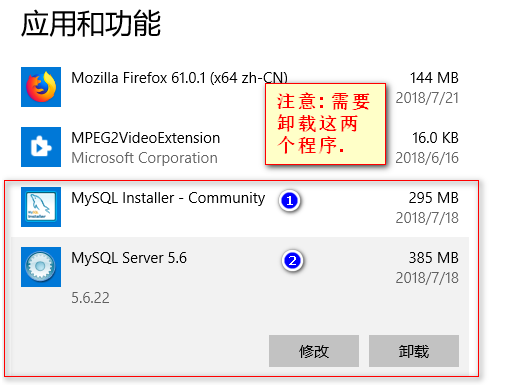 应用和功能
Mozilla Firefox 61.0.1 (x64 zh-CN)
144 MB
2018/7/21
注意: 需要
卸载这两
个程序.
MPEG2VideoExtension
16.0 KB
Microsoft Corporation
2018/6/16
MySQL Installer - Community
1
295 MB
2018/7/18
MySQL Server 5.6
2
385 MB
2018/7/18
5.6.22
修改
卸载